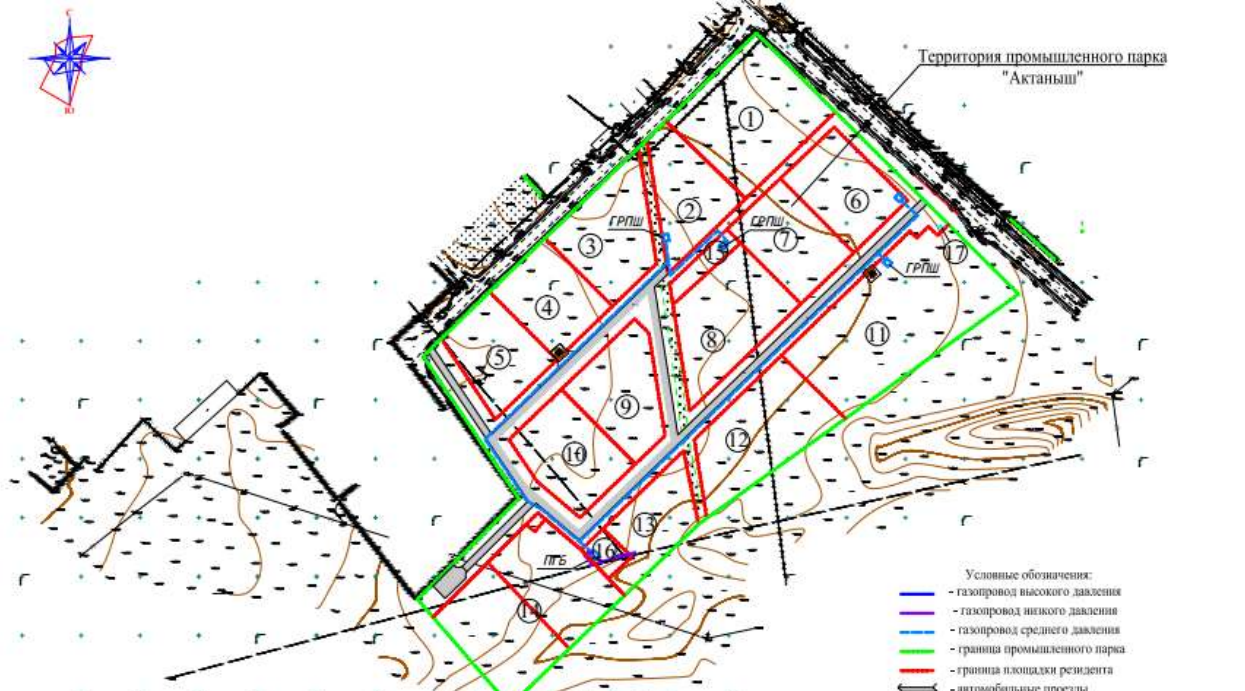 С
Территория промышленного парка
"Актаныш"
1
6
2
ГРПШ
ГРПШ
3
7
15
17
ГРПШ
4
11
8
5
9
12
10
13
16
ПГБ
14
Ю
Условные обозначения:
- газопровод высокого давления
- газопровод низкого давления
- газопровод среднего давления
- граница промышленного парка
- граница площадки резидента
- автомобильные проезды